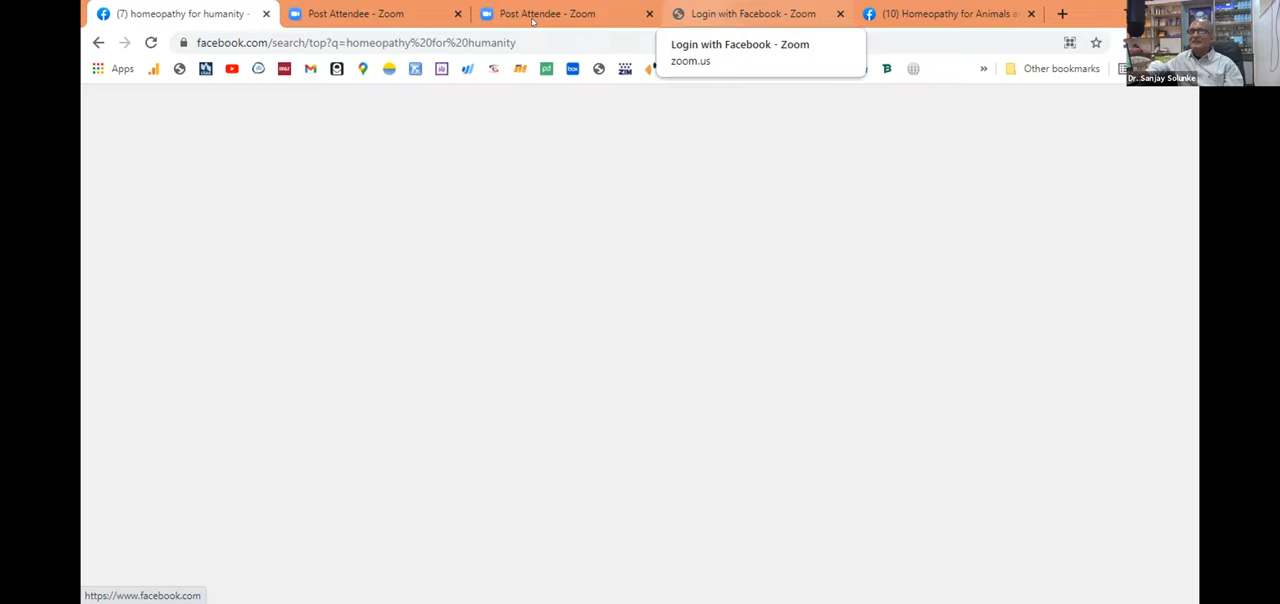 (7) homeopathy for humanity -
Post Attendee - Zoom
Post Attendee - Zoom
Login with Facebook - Zoom
(10) Homeopathy for Animals a
facebook.com/search/top?q=homeopathy%20for%20humanity
Login with Facebook - Zoom
zoom.us
Apps
ZIM
B
»
Other bookmarks
Dr. Sanjay Solunke
https://www.facebook.com